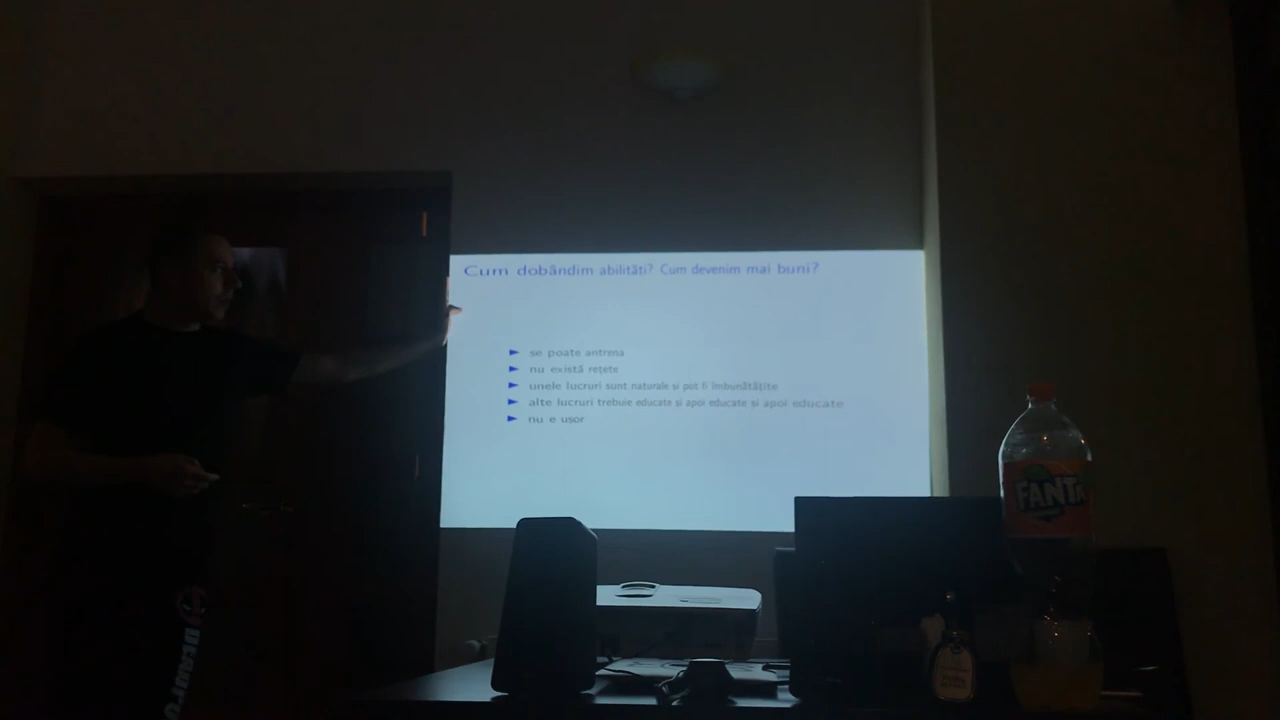 Cum dobândim abilități? Cum devenim mai buni?
se poate antrena
nu există rețete
unele lucruri sunt naturale și pot fi îmbunătățite
alte lucruri trebuie educate și apoi educate și apoi educate
nu e ușor
FANTA